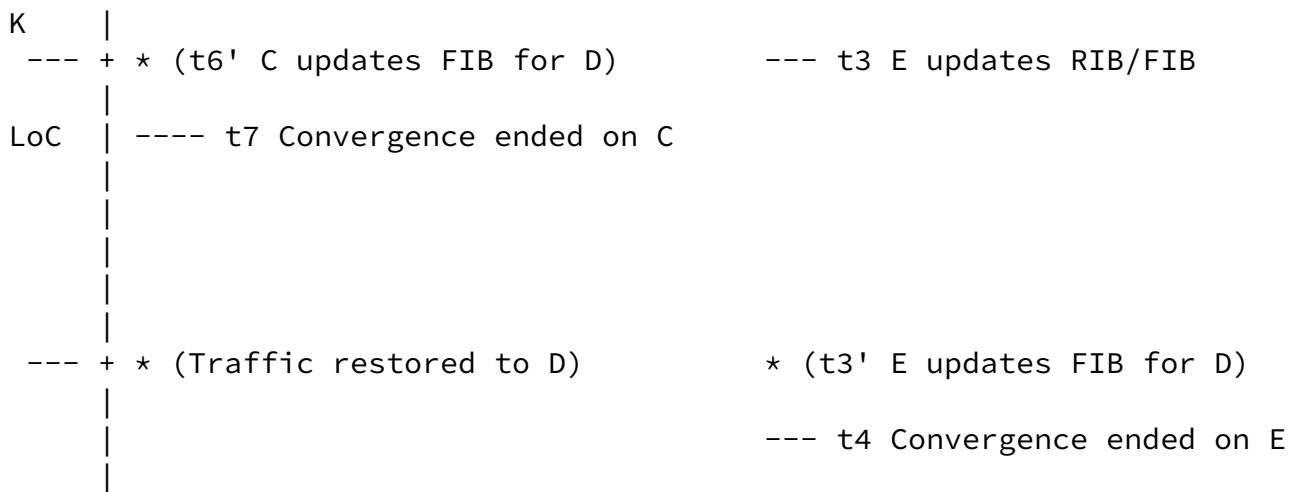 K     |
 --- + * (t6' C updates FIB for D)        --- t3 E updates RIB/FIB
     |
LoC  | ---- t7 Convergence ended on C
     |
     |
     |
     |
     |
 --- + * (Traffic restored to D)          * (t3' E updates FIB for D)
     |
     |                                    --- t4 Convergence ended on E
     |